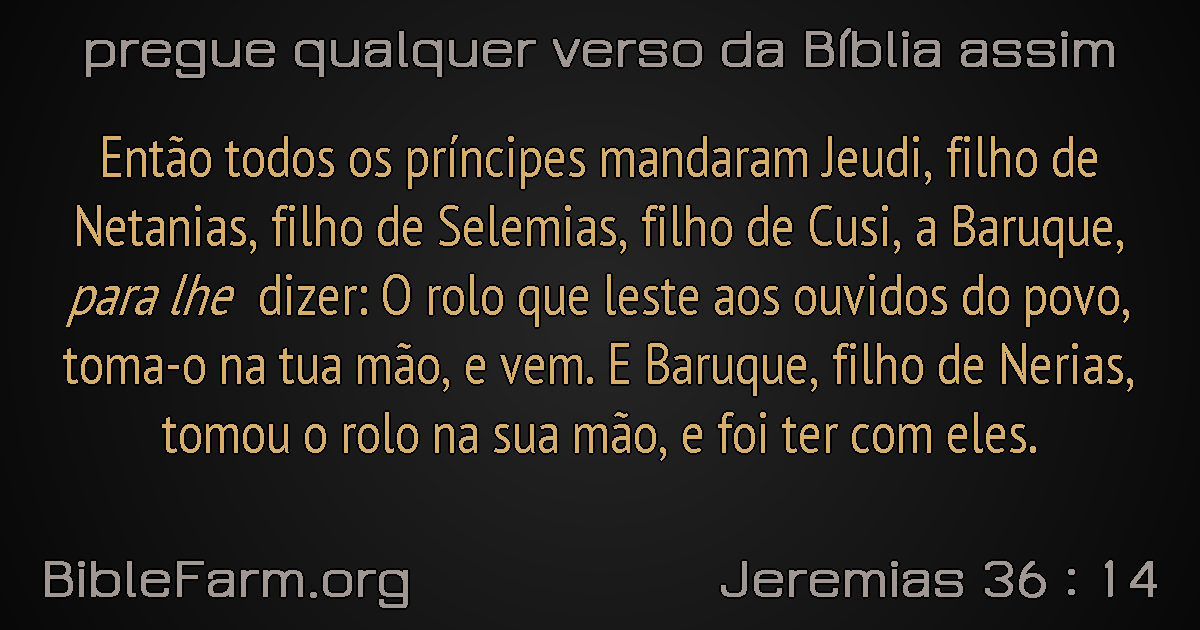 pregue qualquer verso da Bíblia assim
Então todos os príncipes mandaram Jeudi, filho de
Netanias, filho de Selemias, filho de Cusi, a Baruque,
para lhe dizer: O rolo que leste aos ouvidos do povo,
toma-o na tua mão, e vem. E Baruque, filho de Nerias,
tomou o rolo na sua mão, e foi ter com eles.
BibleFarm.org
Jeremias 36 : 14